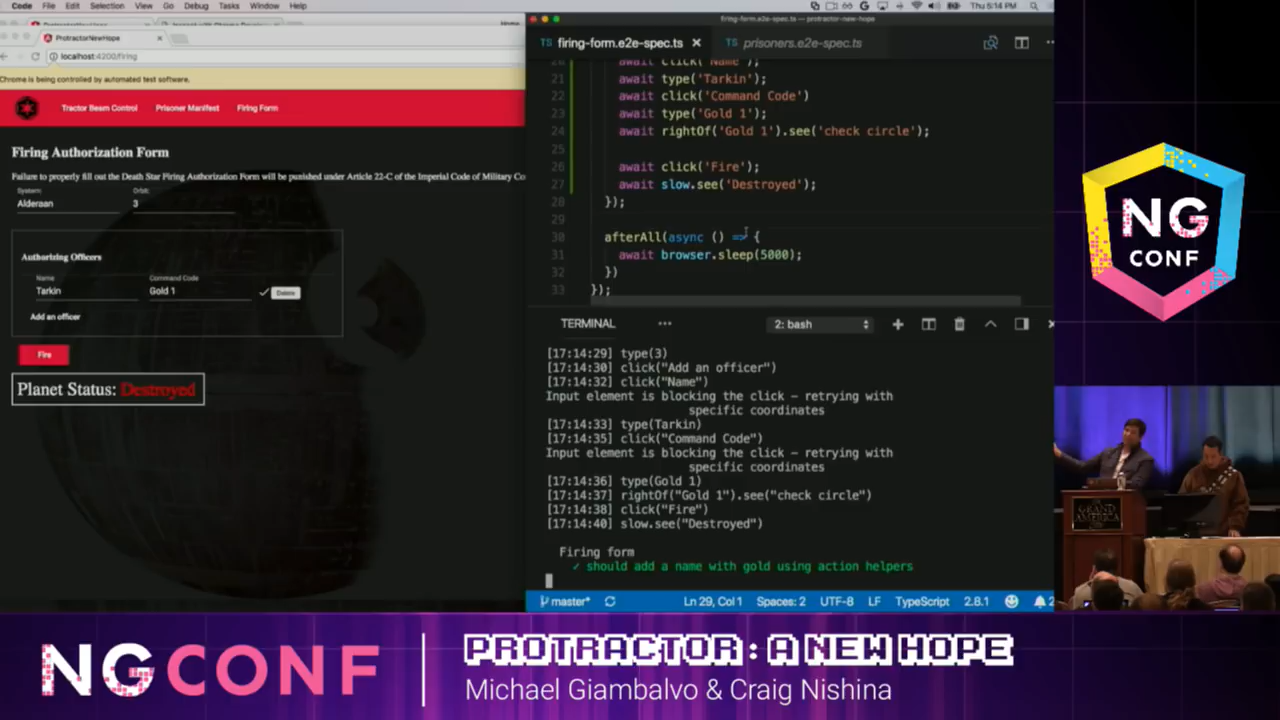 Code File Edit Selection View Go Debug Tasks Window Help
Thu 5:14 PM
ProtractorNewHope
localhost:4200/firing
Chrome is being controlled by automated test software.
Tractor Beam Control Prisoner Manifest Firing Form
Firing Authorization Form
Failure to properly fill out the Death Star Firing Authorization Form will be punished under Article 22-C of the Imperial Code of Military Co
System: Orbit:
Alderaan 3
Authorizing Officers
Name Command Code
Tarkin Gold 1 Delete
Add an officer
Fire
Planet Status: Destroyed
firing-form.e2e-spec.ts — protractor-new-hope
firing-form.e2e-spec.ts prisoners.e2e-spec.ts
20 await click('Name');
21 await type('Tarkin');
22 await click('Command Code')
23 await type('Gold 1');
24 await rightOf('Gold 1').see('check circle');
25
26 await click('Fire');
27 await slow.see('Destroyed');
28 });
29
30 afterAll(async () => {
31 await browser.sleep(5000);
32 })
33 });
TERMINAL ••• 2: bash
[17:14:29] type(3)
[17:14:30] click("Add an officer")
[17:14:32] click("Name")
Input element is blocking the click – retrying with
specific coordinates
[17:14:33] type(Tarkin)
[17:14:35] click("Command Code")
Input element is blocking the click – retrying with
specific coordinates
[17:14:36] type(Gold 1)
[17:14:37] rightOf("Gold 1").see("check circle")
[17:14:38] click("Fire")
[17:14:40] slow.see("Destroyed")
Firing form
✓ should add a name with gold using action helpers
master* Ln 29, Col 1 Spaces: 2 UTF-8 LF TypeScript 2.8.1 2
NG
CONF
GRAND
AMERICA
NGCONF
PROTRACTOR: A NEW HOPE
Michael Giambalvo & Craig Nishina